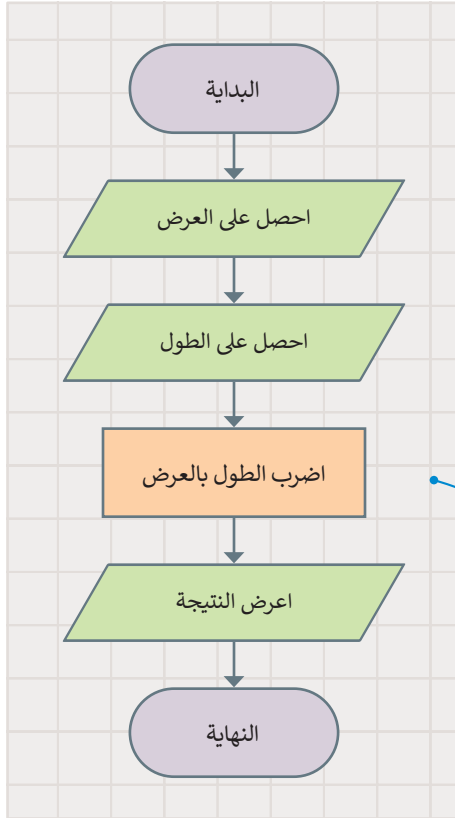 البداية
احصل على العرض
احصل على الطول
اضرب الطول بالعرض
اعرض النتيجة
النهاية